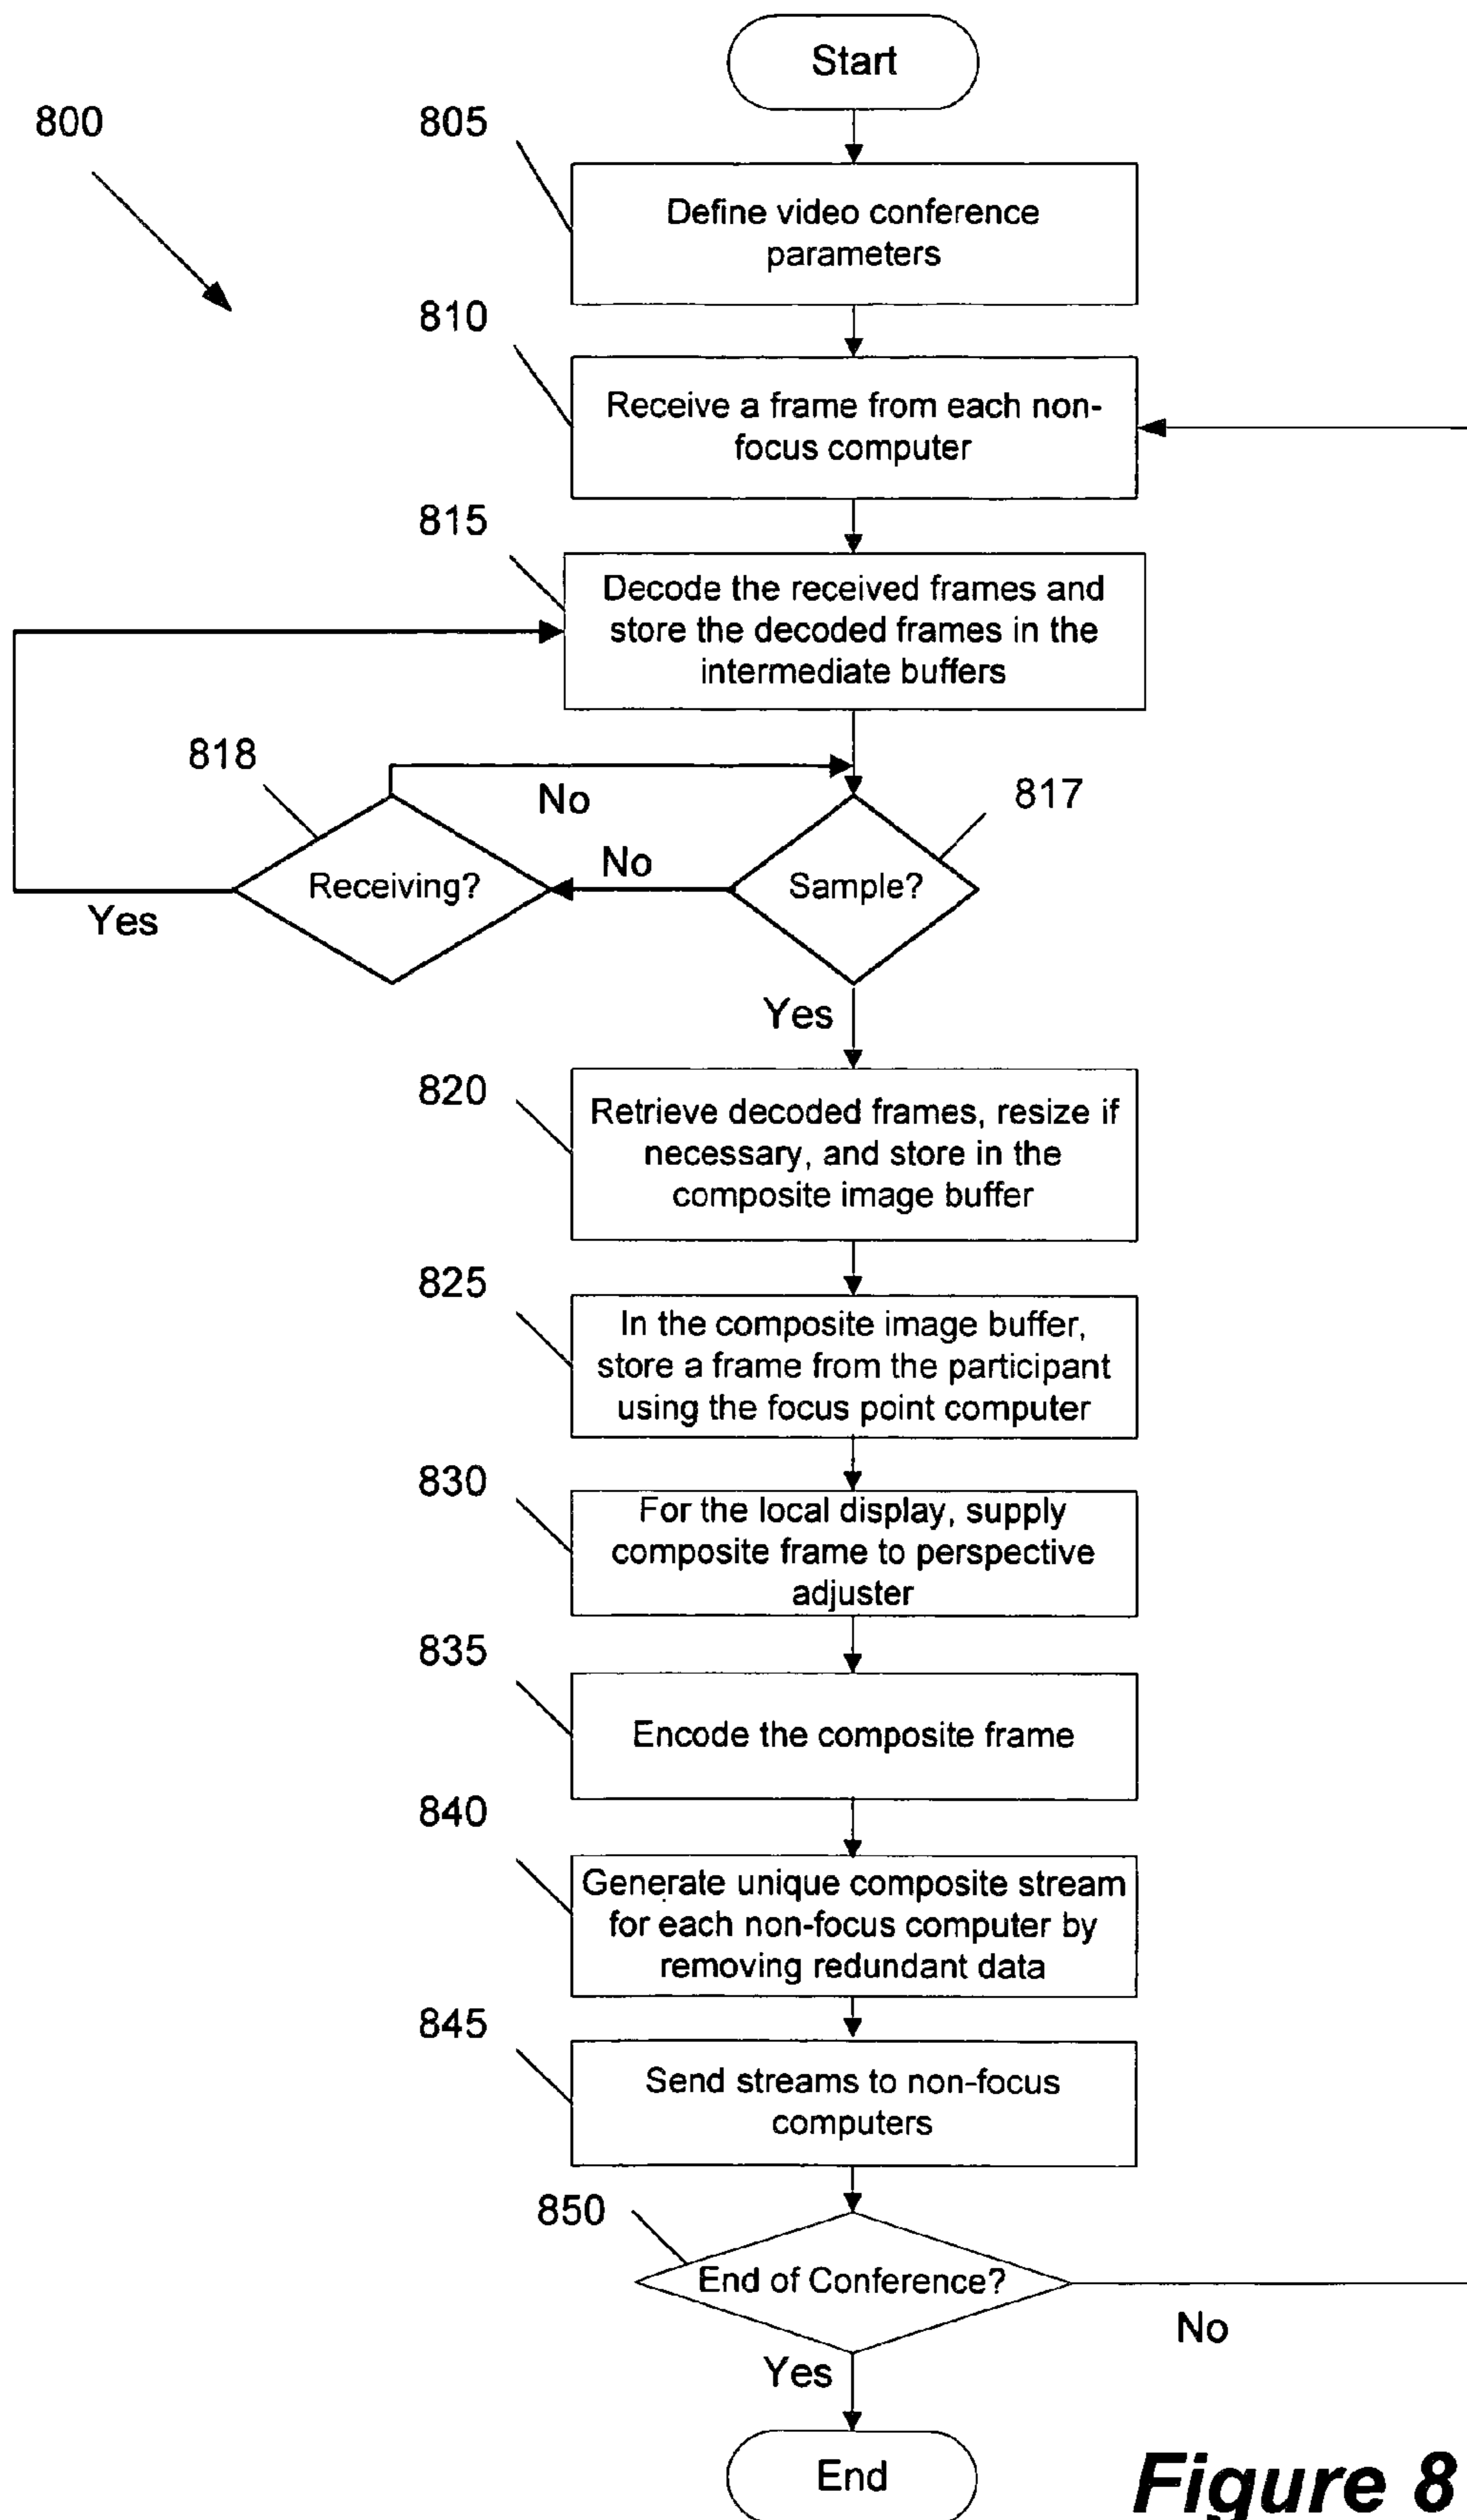 Start
800
805
Define video conference
parameters
810
Receive a frame from each non-
focus computer
815
Decode the received frames and
store the decoded frames in the
intermediate buffers
818
No
817
Receiving?
No
Sample?
Yes
Yes
820
Retrieve decoded frames, resize if
necessary, and store in the
composite image buffer
825
In the composite image buffer,
store a frame from the participant
using the focus point computer
830
For the local display, supply
composite frame to perspective
adjuster
835
Encode the composite frame
840
Generate unique composite stream
for each non-focus computer by
removing redundant data
845
Send streams to non-focus
computers
850
End of Conference?
No
Yes
End
Figure 8